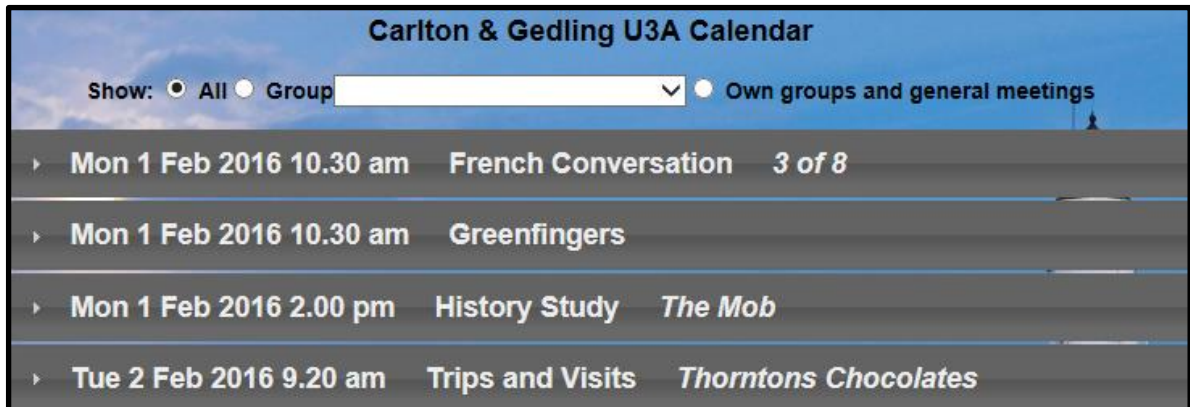 Carlton & Gedling U3A Calendar
Show: All Group Own groups and general meetings
Mon 1 Feb 2016 10.30 am French Conversation 3 of 8
Mon 1 Feb 2016 10.30 am Greenfingers
Mon 1 Feb 2016 2.00 pm History Study The Mob
Tue 2 Feb 2016 9.20 am Trips and Visits Thorntons Chocolates